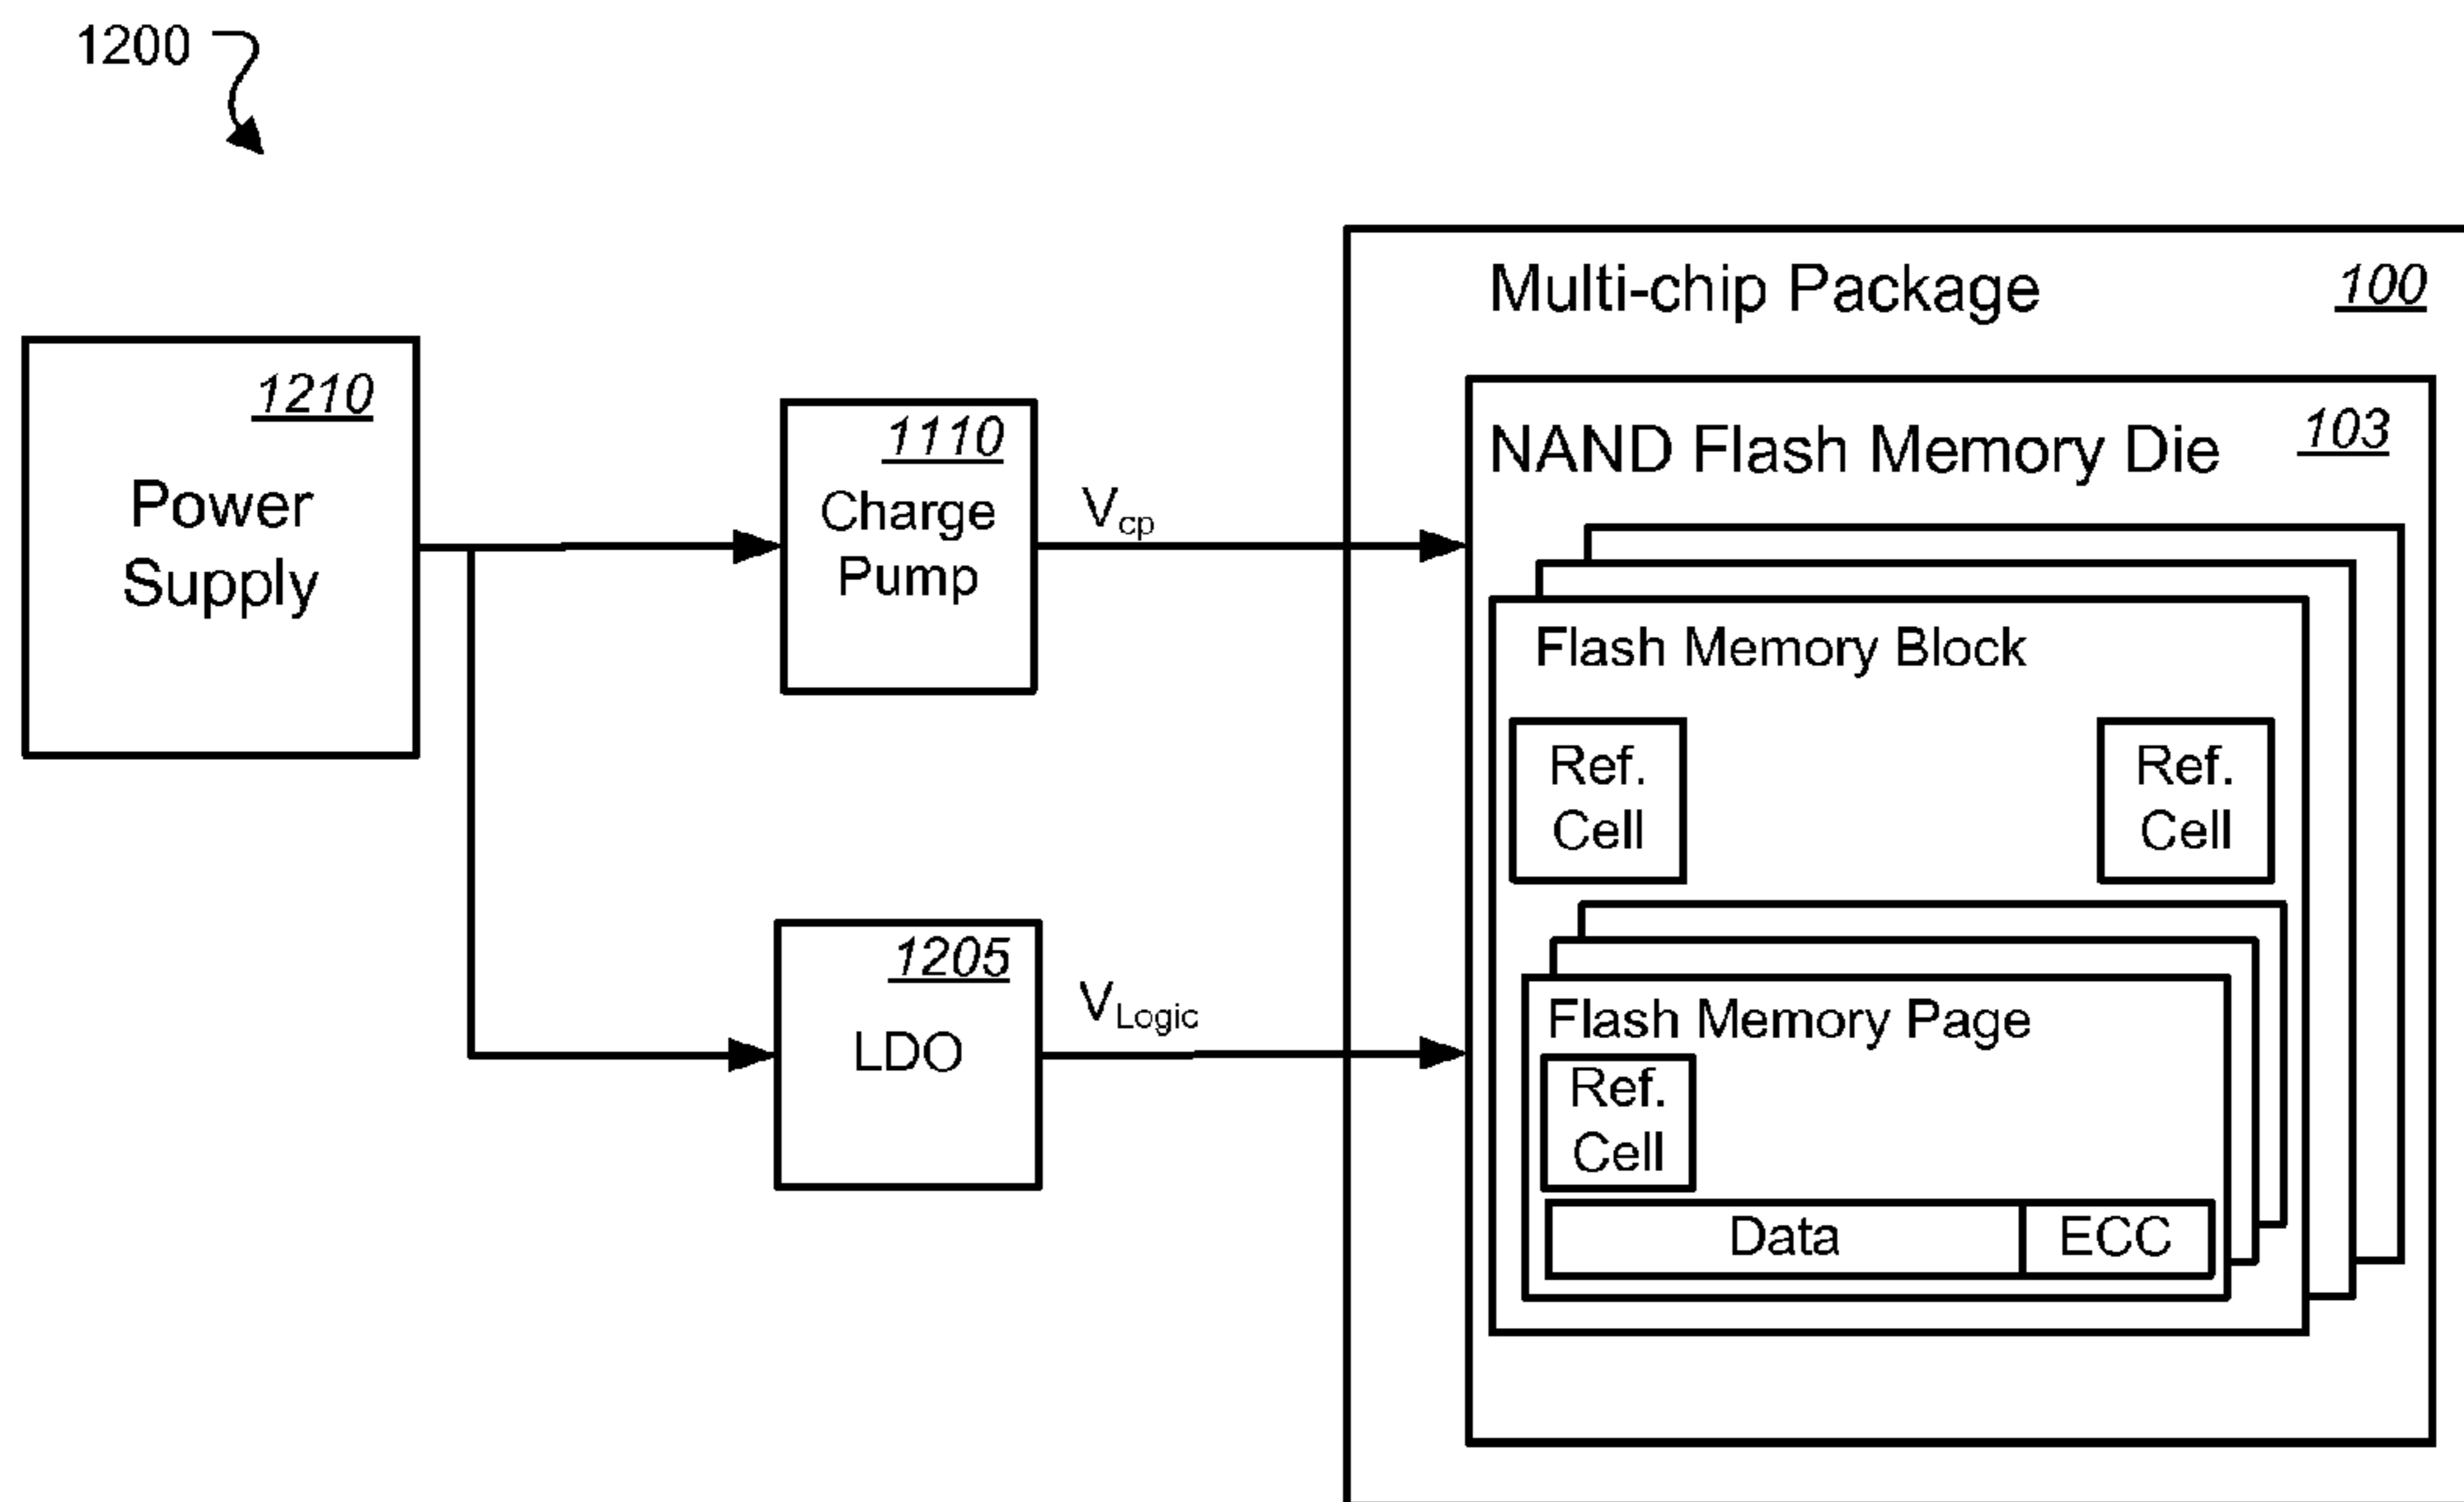 1200
Multi-chip Package 100
1210
Power
Supply
1110
Charge
Pump
Vcp
NAND Flash Memory Die 103
Flash Memory Block
Ref.
Cell
Ref.
Cell
1205
LDO
VLogic
Flash Memory Page
Ref.
Cell
Data ECC